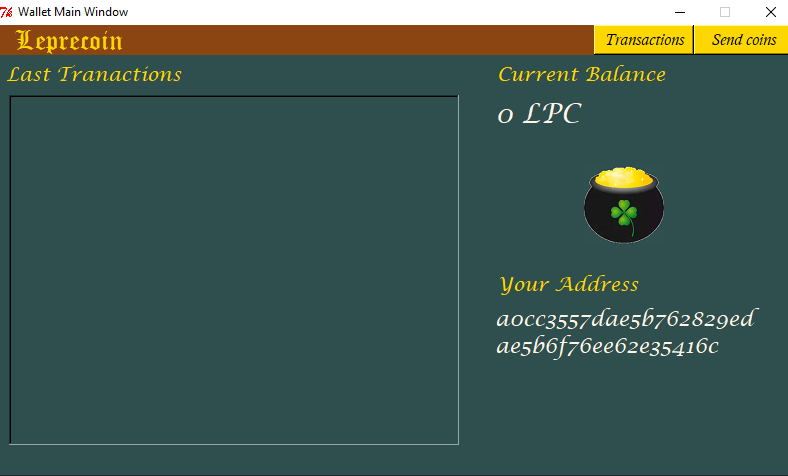 Wallet Main Window
Leprecoin
Transactions
Send coins
Last Tranactions
Current Balance
0 LPC
Your Address
a0cc3557dae5b762829ed
ae5b6f76ee62e35416c